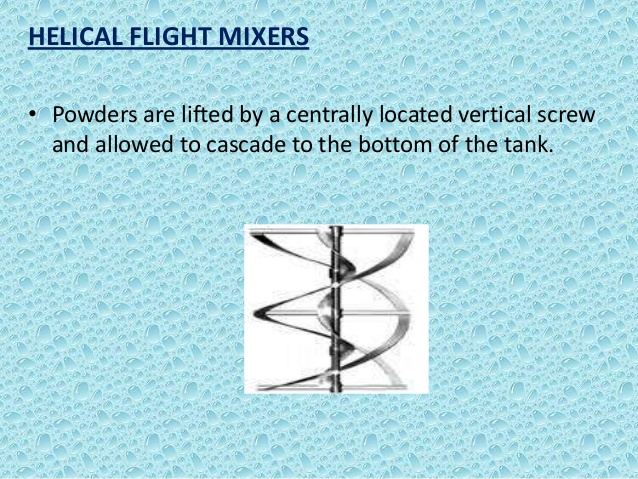 HELICAL FLIGHT MIXERS
• Powders are lifted by a centrally located vertical screw
and allowed to cascade to the bottom of the tank.